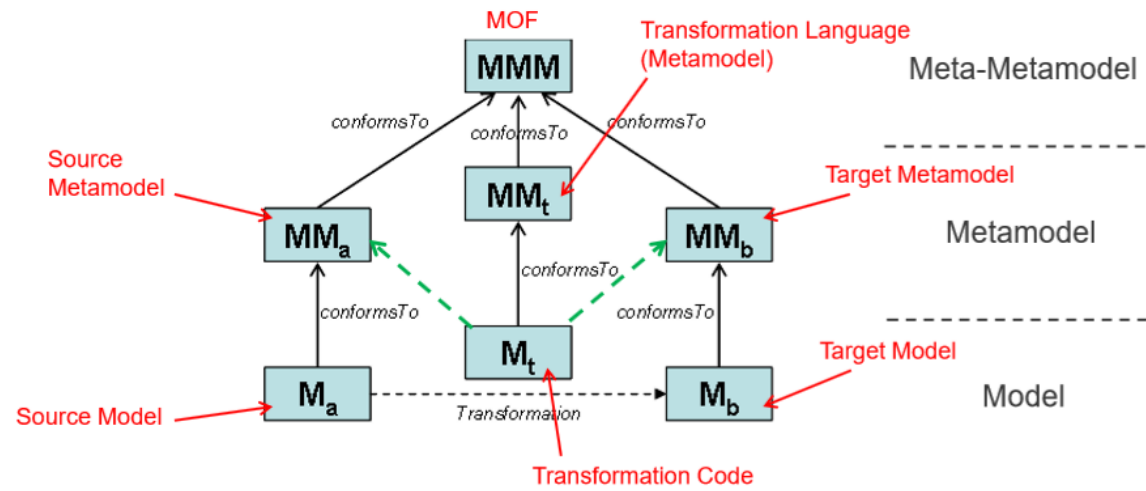 MOF
Transformation Language
(Metamodel)
MMM
Meta-Metamodel
conformsTo
conformsTo
conformsTo
Source
Metamodel
Target Metamodel
MMt
MMa
MMb
Metamodel
conformsTo
conformsTo
conformsTo
Mt
Target Model
Ma
Mb
Model
Source Model
Transformation
Transformation Code